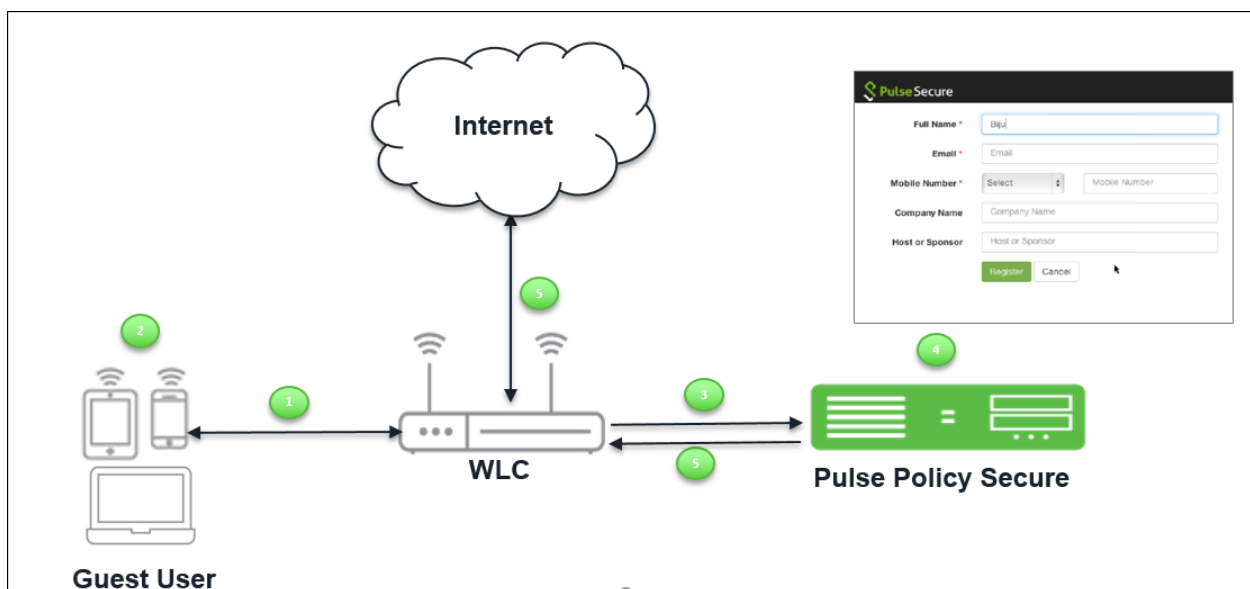 Internet
Pulse Secure
Full Name *
Biju
Email *
Email
Mobile Number *
Select
Mobile Number
Company Name
Company Name
Host or Sponsor
Host or Sponsor
Register
Cancel
5
2
4
1
3
5
WLC
Pulse Policy Secure
Guest User